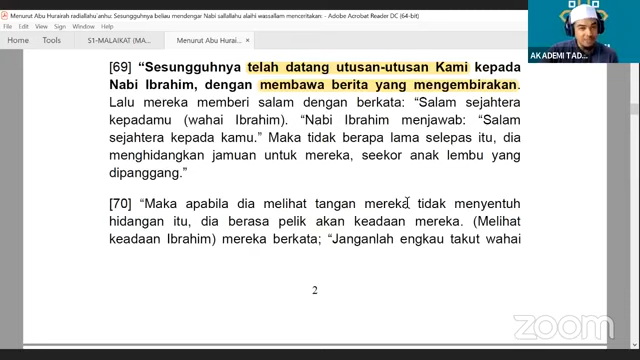 Menurut Abu Hurairah radiallahu'anhu: Sesungguhnya beliau mendengar Nabi sallallahu alaihi wassallam menceritakan: - Adobe Acrobat Reader DC (64-bit)
File Edit View Sign Window Help
Home Tools S1-MALAIKAT (MA... Menurut Abu Hurair... ×
AKADEMI TAD...
[69] “Sesungguhnya telah datang utusan-utusan Kami kepada
Nabi Ibrahim, dengan membawa berita yang mengembirakan.
Lalu mereka memberi salam dengan berkata: “Salam sejahtera
kepadamu (wahai Ibrahim). “Nabi Ibrahim menjawab: “Salam
sejahtera kepada kamu.” Maka tidak berapa lama selepas itu, dia
menghidangkan jamuan untuk mereka, seekor anak lembu yang
dipanggang.”
[70] “Maka apabila dia melihat tangan mereka tidak menyentuh
hidangan itu, dia berasa pelik akan keadaan mereka. (Melihat
keadaan Ibrahim) mereka berkata; “Janganlah engkau takut wahai
2
zoom